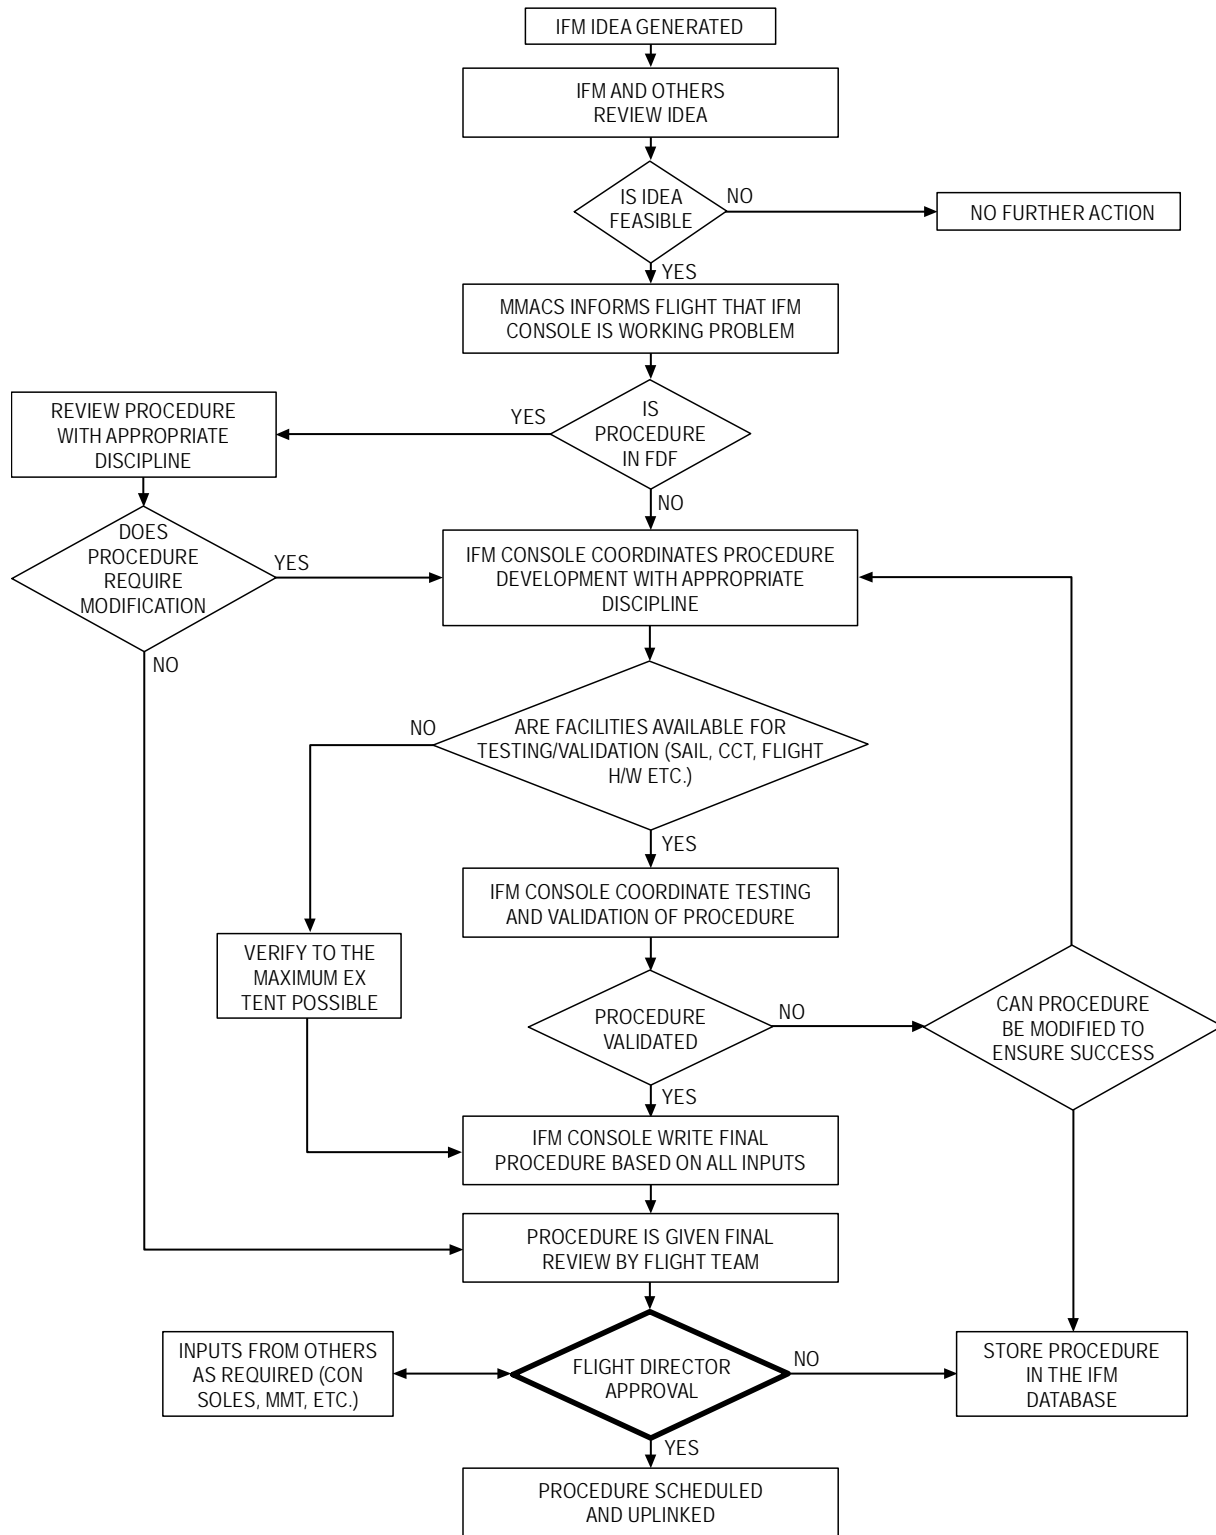 IFM IDEA GENERATED
IFM AND OTHERS
REVIEW IDEA
IS IDEA
FEASIBLE
NO
NO FURTHER ACTION
YES
MMACS INFORMS FLIGHT THAT IFM
CONSOLE IS WORKING PROBLEM
IS
PROCEDURE
IN FDF
YES
REVIEW PROCEDURE
WITH APPROPRIATE
DISCIPLINE
NO
DOES
PROCEDURE
REQUIRE
MODIFICATION
YES
NO
IFM CONSOLE COORDINATES PROCEDURE
DEVELOPMENT WITH APPROPRIATE
DISCIPLINE
ARE FACILITIES AVAILABLE FOR
TESTING/VALIDATION (SAIL, CCT, FLIGHT
H/W ETC.)
NO
YES
IFM CONSOLE COORDINATE TESTING
AND VALIDATION OF PROCEDURE
VERIFY TO THE
MAXIMUM EX
TENT POSSIBLE
PROCEDURE
VALIDATED
NO
CAN PROCEDURE
BE MODIFIED TO
ENSURE SUCCESS
YES
IFM CONSOLE WRITE FINAL
PROCEDURE BASED ON ALL INPUTS
PROCEDURE IS GIVEN FINAL
REVIEW BY FLIGHT TEAM
INPUTS FROM OTHERS
AS REQUIRED (CON
SOLES, MMT, ETC.)
FLIGHT DIRECTOR
APPROVAL
NO
STORE PROCEDURE
IN THE IFM
DATABASE
YES
PROCEDURE SCHEDULED
AND UPLINKED